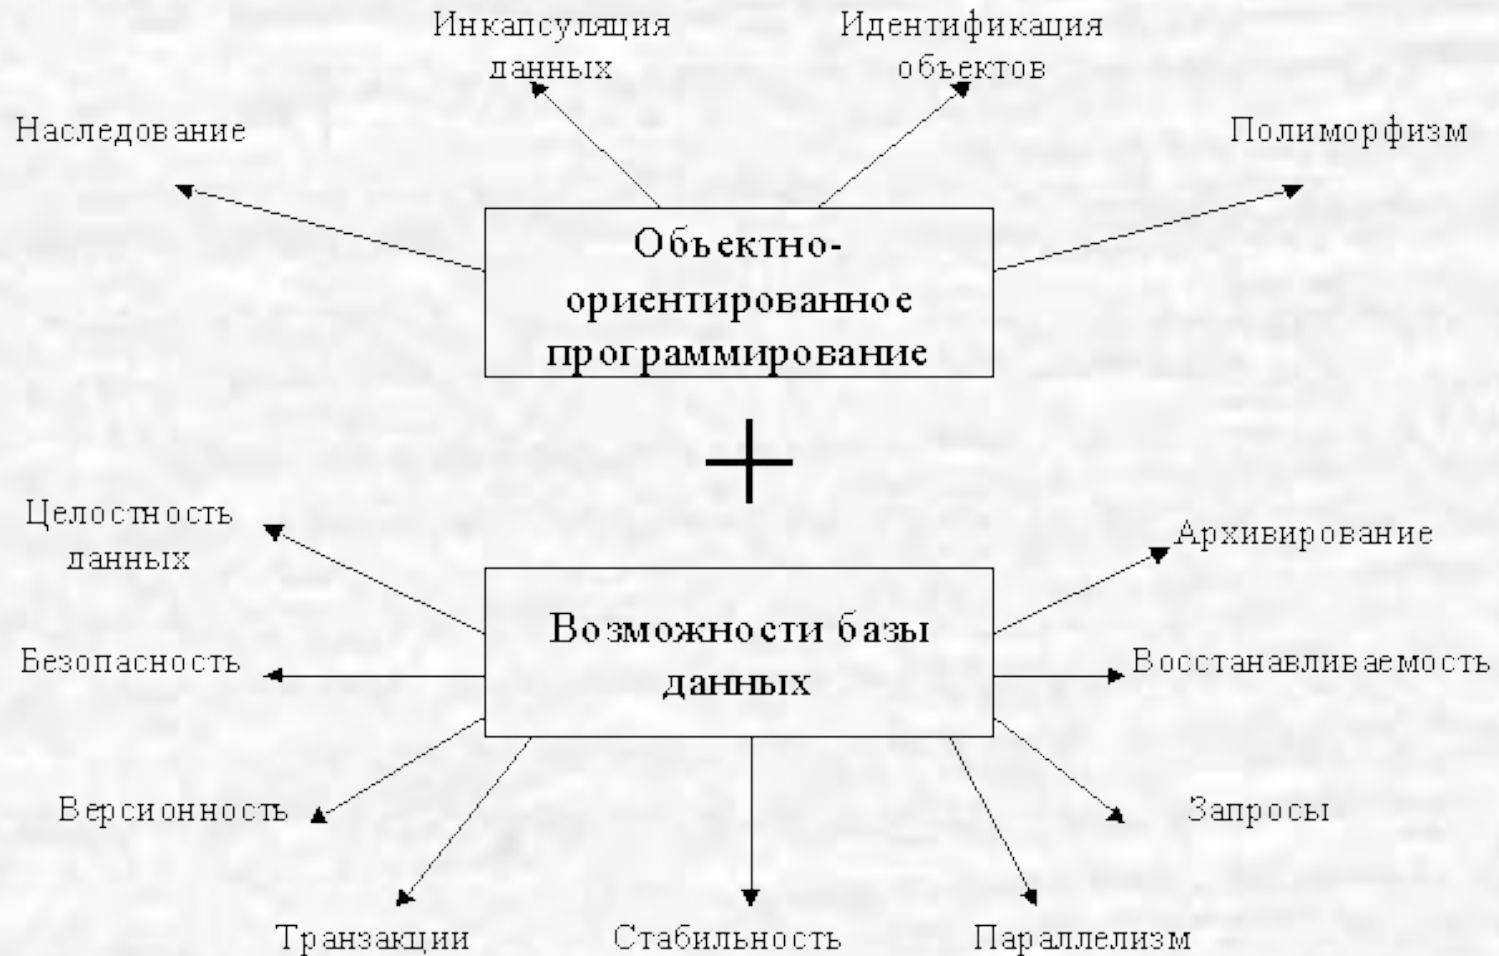 Инкапсуляция
данных
Идентификация
объектов
Наследование
Полиморфизм
Объектно-
ориентированное
программирование
+
Целостность
данных
Архивирование
Возможности базы
данных
Безопасность
Восстанавливаемость
Версионность
Запросы
Транзакции
Стабильность
Параллелизм